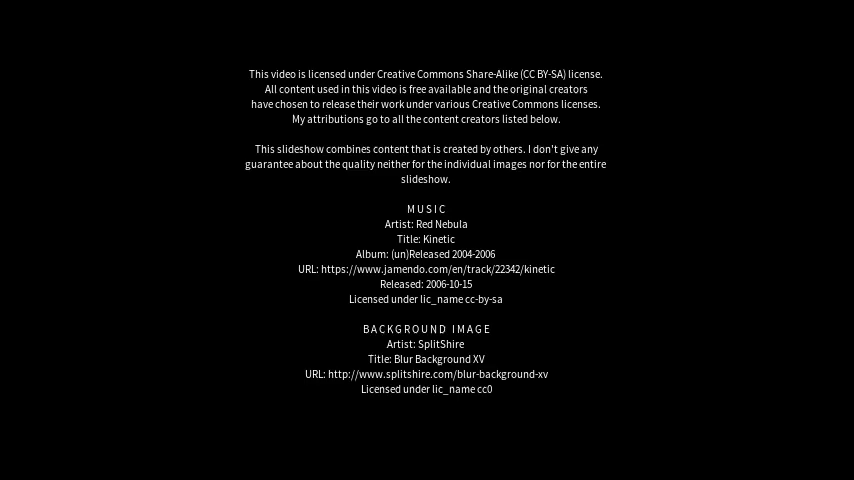 This video is licensed under Creative Commons Share-Alike (CC BY-SA) license.
All content used in this video is free available and the original creators
have chosen to release their work under various Creative Commons licenses.
My attributions go to all the content creators listed below.
This slideshow combines content that is created by others. I don't give any
guarantee about the quality neither for the individual images nor for the entire
slideshow.
MUSIC
Artist: Red Nebula
Title: Kinetic
Album: (un)Released 2004-2006
URL: https://www.jamendo.com/en/track/22342/kinetic
Released: 2006-10-15
Licensed under lic_name cc-by-sa
BACKGROUND IMAGE
Artist: SplitShire
Title: Blur Background XV
URL: http://www.splitshire.com/blur-background-xv
Licensed under lic_name cc0